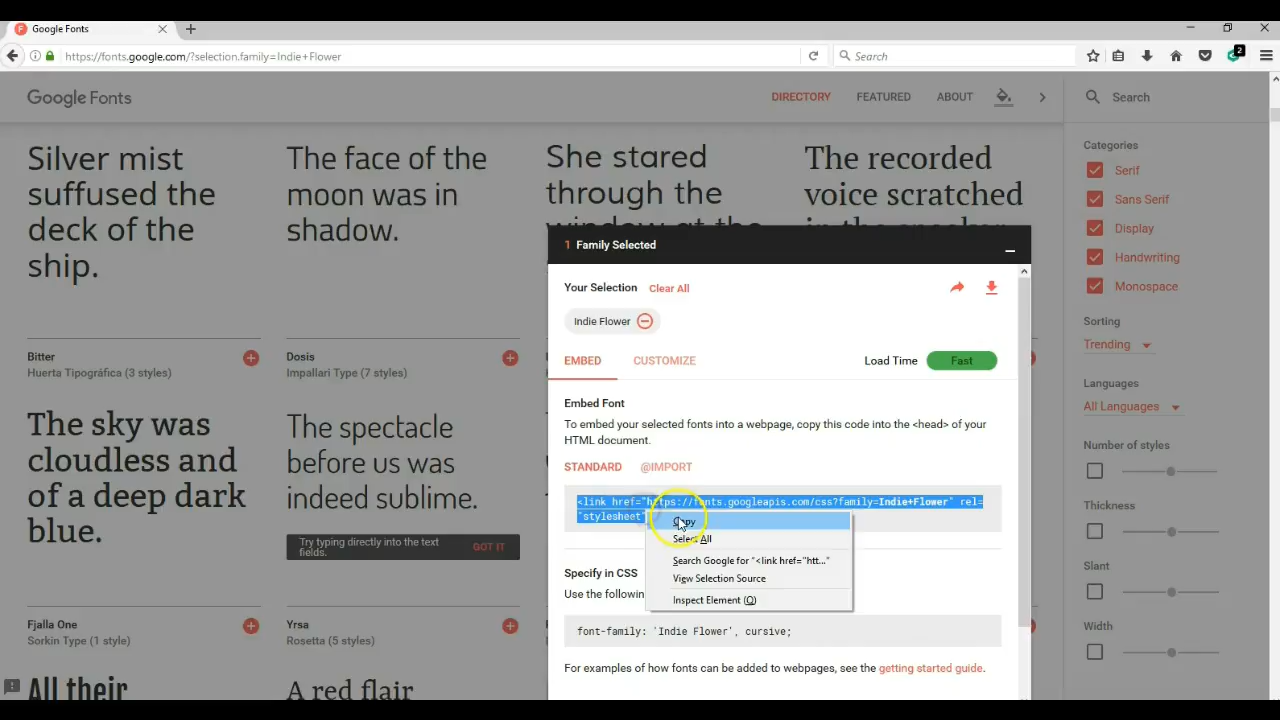 Google Fonts
https://fonts.google.com/?selection.family=Indie+Flower
Search
2
Google Fonts
DIRECTORY
FEATURED
ABOUT
Search
Silver mist
suffused the
deck of the
ship.
The face of the
moon was in
shadow.
She stared
through the
window at the
The recorded
voice scratched
in the speaker
Bitter
Huerta Tipográfica (3 styles)
Dosis
Impallari Type (7 styles)
The sky was
cloudless and
of a deep dark
blue.
The spectacle
before us was
indeed sublime.
Try typing directly into the text
fields.
GOT IT
Fjalla One
Sorkin Type (1 style)
Yrsa
Rosetta (5 styles)
All their
A red flair
1 Family Selected
Your Selection
Clear All
Indie Flower
EMBED
CUSTOMIZE
Load Time
Fast
Embed Font
To embed your selected fonts into a webpage, copy this code into the <head> of your
HTML document.
STANDARD
@IMPORT
<link href="https://fonts.googleapis.com/css?family=Indie+Flower" rel=
"stylesheet"
Copy
Select All
Search Google for "<link href="htt..."
View Selection Source
Inspect Element (Q)
Specify in CSS
Use the followin
font-family: 'Indie Flower', cursive;
For examples of how fonts can be added to webpages, see the getting started guide.
Categories
Serif
Sans Serif
Display
Handwriting
Monospace
Sorting
Trending
Languages
All Languages
Number of styles
Thickness
Slant
Width